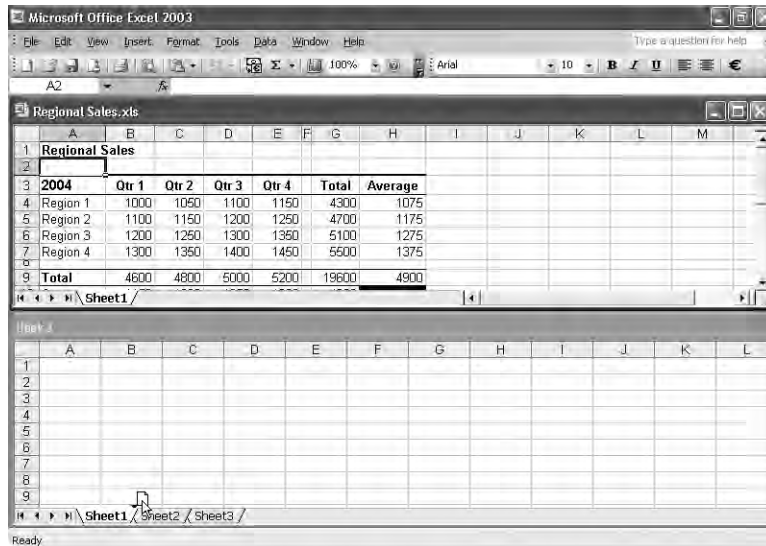 Microsoft Office Excel 2003
File Edit View Insert Format Tools Data Window Help Type a question for help
100% Arial 10 B I U €
A2 fx
Regional Sales.xls
A B C D E F G H I J K L M
1 Regional Sales
2
3 2004 Qtr 1 Qtr 2 Qtr 3 Qtr 4 Total Average
4 Region 1 1000 1050 1100 1150 4300 1075
5 Region 2 1100 1150 1200 1250 4700 1175
6 Region 3 1200 1250 1300 1350 5100 1275
7 Region 4 1300 1350 1400 1450 5500 1375
9 Total 4600 4800 5000 5200 19600 4900
Sheet1
A B C D E F G H I J K L
1
2
3
4
5
6
7
8
9
Sheet1 Sheet2 Sheet3
Ready